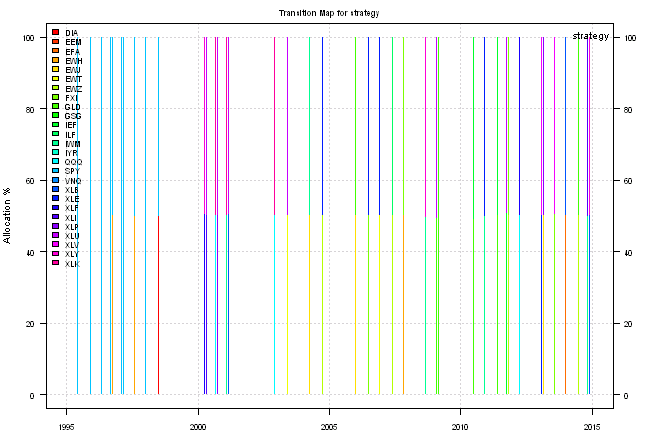 Transition Map for strategy
strategy
100
80
60
40
20
0
Allocation %
DIA
EEM
EFA
EWH
EWJ
EWT
EWZ
FXI
GLD
GSG
IEF
ILF
IWM
IYR
QQQ
SPY
VNQ
XLB
XLE
XLF
XLI
XLP
XLU
XLV
XLY
XLK
100
80
60
40
20
0
1995
2000
2005
2010
2015